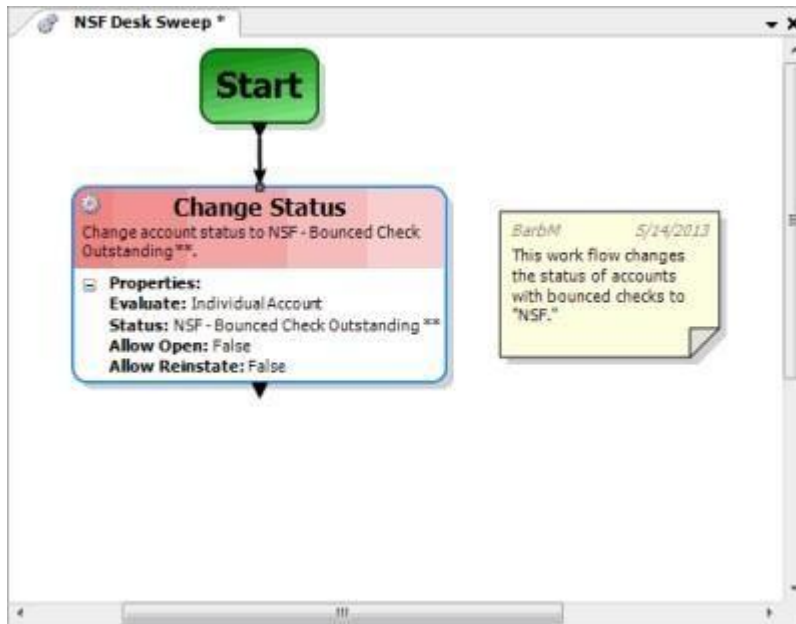 NSF Desk Sweep *
Start
Change Status
Change account status to NSF - Bounced Check
Outstanding **.
Properties:
Evaluate: Individual Account
Status: NSF - Bounced Check Outstanding **
Allow Open: False
Allow Reinstate: False
BarbM 5/14/2013
This work flow changes
the status of accounts
with bounced checks to
"NSF."